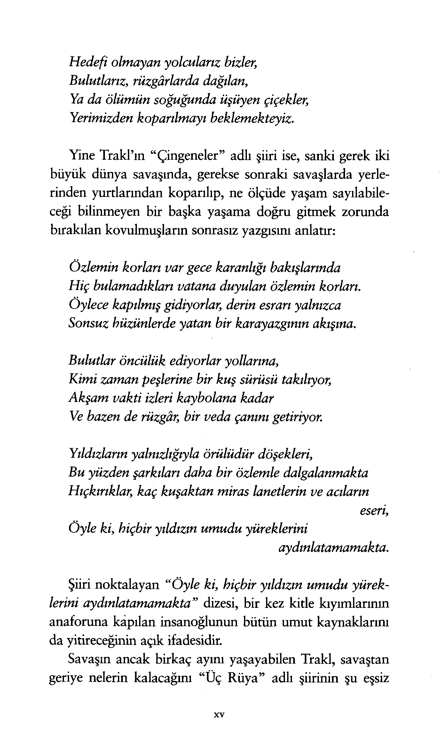 Hedefi olmayan yolcularız bizler,
Bulutlarız, rüzgârlarda dağılan,
Ya da ölümün soğuğunda üşüyen çiçekler,
Yerimizden koparılmayı beklemekteyiz.
Yine Trakl’ın “Çingeneler” adlı şiiri ise, sanki gerek iki
büyük dünya savaşında, gerekse sonraki savaşlarda yerle-
rinden yurtlarından koparılıp, ne ölçüde yaşam sayılabile-
ceği bilinmeyen bir başka yaşama doğru gitmek zorunda
bırakılan kovulmuşların sonrasız yazgısını anlatır:
Özlemin korları var gece karanlığı bakışlarında
Hiç bulamadıkları vatana duyulan özlemin korları.
Öylece kapılmış gidiyorlar, derin esrarı yalnızca
Sonsuz hüzünlerde yatan bir karayazgının akışına.
Bulutlar öncülük ediyorlar yollarına,
Kimi zaman peşlerine bir kuş sürüsü takılıyor,
Akşam vakti izleri kaybolana kadar
Ve bazen de rüzgâr, bir veda çanını getiriyor.
Yıldızların yalnızlığıyla örülüdür döşekleri,
Bu yüzden şarkıları daha bir özlemle dalgalanmakta
Hıçkırıklar, kaç kuşaktan miras lanetlerin ve acıların
eseri,
Öyle ki, hiçbir yıldızın umudu yüreklerini
aydınlatamamakta.
Şiiri noktalayan “Öyle ki, hiçbir yıldızın umudu yürek-
lerini aydınlatamamakta” dizesi, bir kez kitle kıyımlarının
anaforuna kapılan insanoğlunun bütün umut kaynaklarını
da yitireceğinin açık ifadesidir.
Savaşın ancak birkaç ayını yaşayabilen Trakl, savaştan
geriye nelerin kalacağını “Üç Rüya” adlı şiirinin şu eşsiz
xv